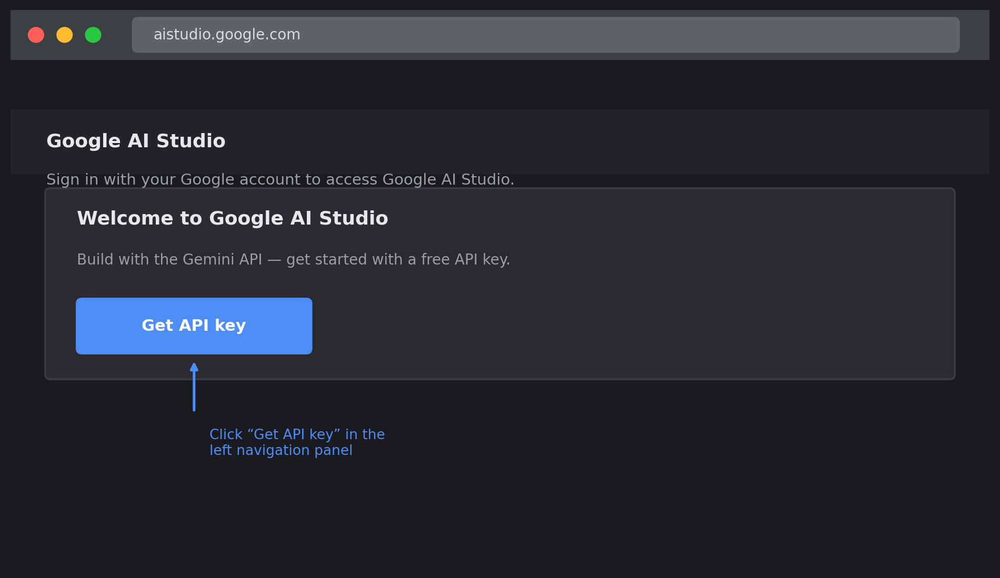 aistudio.google.com
Google AI Studio
Sign in with your Google account to access Google AI Studio.
Welcome to Google AI Studio
Build with the Gemini API — get started with a free API key.
Get API key
Click “Get API key” in the
left navigation panel